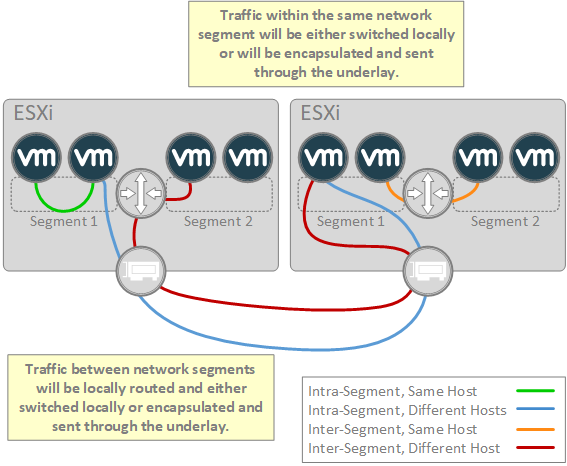 Traffic within the same network
segment will be either switched locally
or will be encapsulated and sent
through the underlay.
ESXi
ESXi
vm
vm
vm
vm
vm
vm
vm
vm
Segment 1
Segment 2
Segment 1
Segment 2
Traffic between network segments
will be locally routed and either
switched locally or encapsulated and
sent through the underlay.
Intra-Segment, Same Host
Intra-Segment, Different Hosts
Inter-Segment, Same Host
Inter-Segment, Different Host